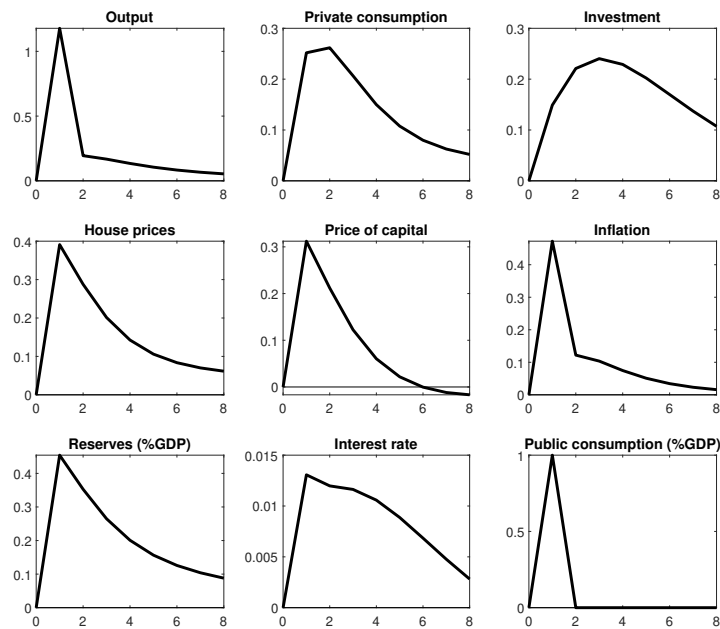 Output
1
0.5
0
0 2 4 6 8
Private consumption
0.3
0.2
0.1
0
0 2 4 6 8
Investment
0.3
0.2
0.1
0
0 2 4 6 8
House prices
0.4
0.3
0.2
0.1
0
0 2 4 6 8
Price of capital
0.3
0.2
0.1
0
0 2 4 6 8
Inflation
0.4
0.3
0.2
0.1
0
0 2 4 6 8
Reserves (%GDP)
0.4
0.3
0.2
0.1
0
0 2 4 6 8
Interest rate
0.015
0.01
0.005
0
0 2 4 6 8
Public consumption (%GDP)
1
0.5
0
0 2 4 6 8